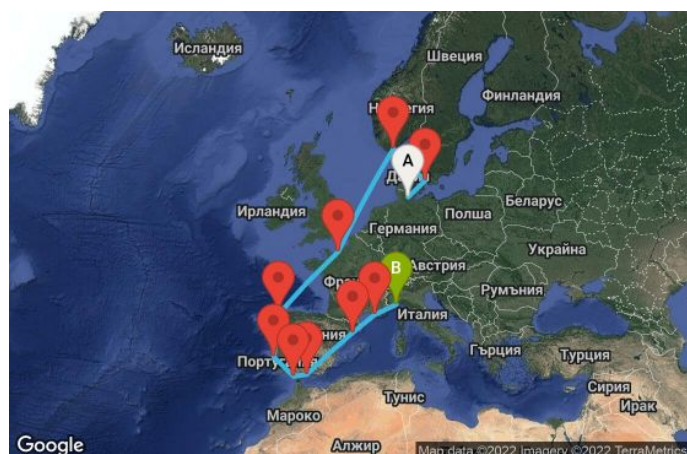 Исландия
Швеция
Финландия
A
Ирландия
Полша
Беларус
Германия
Украйна
B
Австрия
Румъния
Италия
Гърция
Турция
Сирия
Ирак
Тунис
Мароко
Алжир
Google
Map data ©2022 Imagery ©2022 TerraMetrics